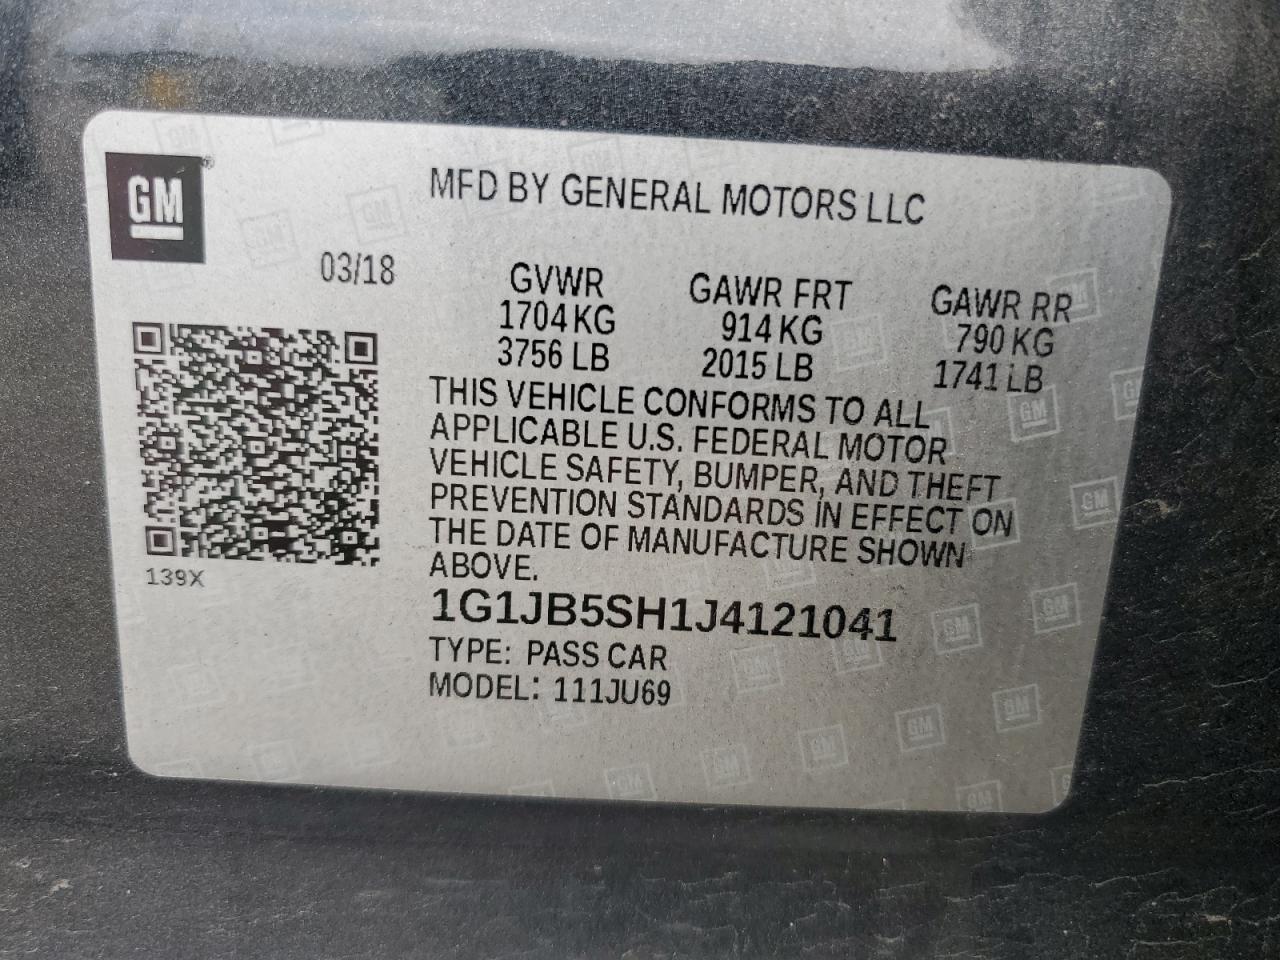 GM®
MFD BY GENERAL MOTORS LLC
03/18
GVWR GAWR FRT GAWR RR
1704 KG 914 KG 790 KG
3756 LB 2015 LB 1741 LB
THIS VEHICLE CONFORMS TO ALL
APPLICABLE U.S. FEDERAL MOTOR
VEHICLE SAFETY, BUMPER, AND THEFT
PREVENTION STANDARDS IN EFFECT ON
THE DATE OF MANUFACTURE SHOWN
ABOVE.
139X
1G1JB5SH1J4121041
TYPE: PASS CAR
MODEL: 111JU69